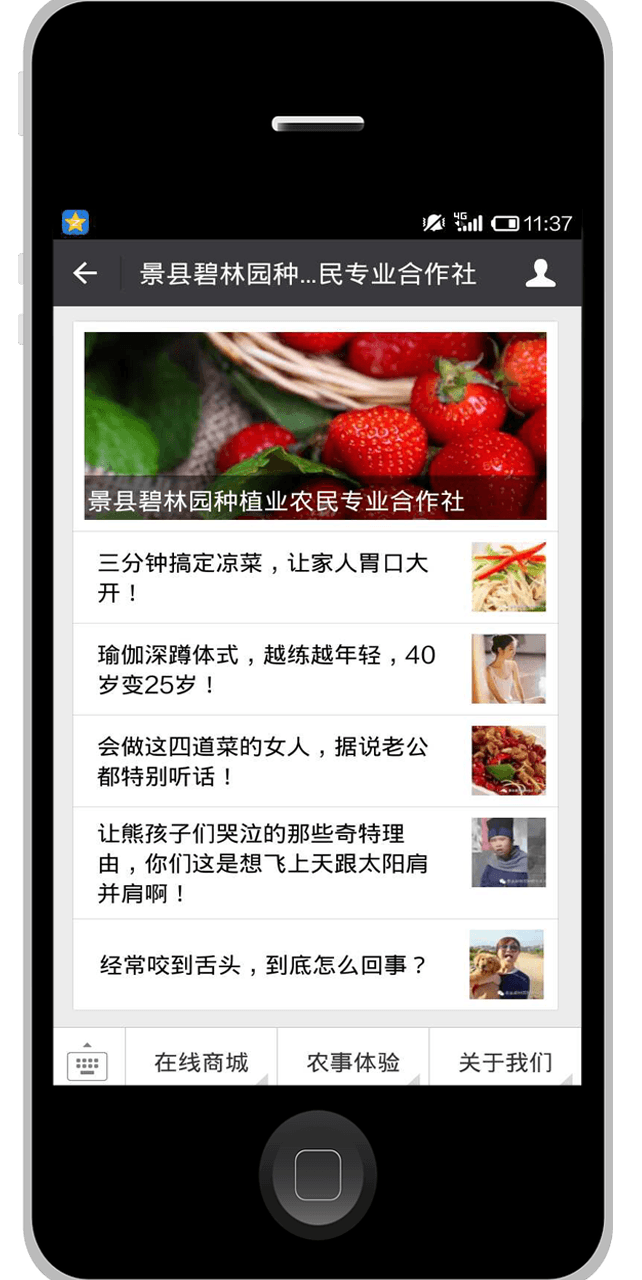 4G 11:37
景县碧林园种...民专业合作社
景县碧林园种植业农民专业合作社
三分钟搞定凉菜，让家人胃口大
开！
瑜伽深蹲体式，越练越年轻，40
岁变25岁！
会做这四道菜的女人，据说老公
都特别听话！
让熊孩子们哭泣的那些奇特理
由，你们这是想飞上天跟太阳肩
并肩啊！
经常咬到舌头，到底怎么回事？
在线商城 农事体验 关于我们